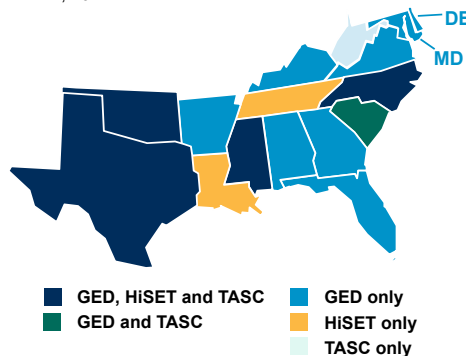 DE
MD
GED, HiSET and TASC
GED only
GED and TASC
HiSET only
TASC only